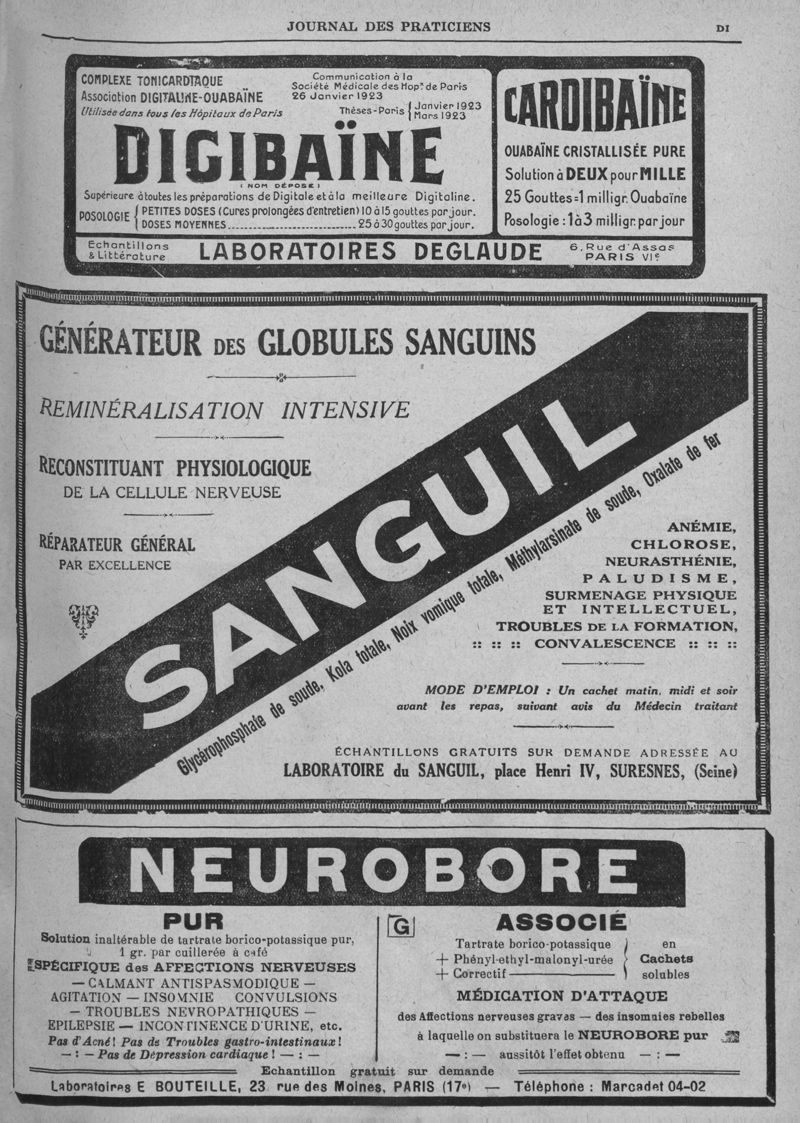 JOURNAL DES PRATICIENS
DI
COMPLEXE TONICARDIAQUE
Association DIGITALINE-OUABAÏNE
Utilisée dans tous les Hôpitaux de Paris
Communication à la
Société Médicale des Hop.x de Paris
26 Janvier 1923
Thèses-Paris { Janvier 1923
Mars 1923
DIGIBAÏNE
(NOM DÉPOSÉ)
Supérieure à toutes les préparations de Digitale et à la meilleure Digitaline.
POSOLOGIE { PETITES DOSES (Cures prolongées d'entretien) 10 à 15 gouttes par jour.
DOSES MOYENNES 25 à 30 gouttes par jour.
CARDIBAÏNE
OUABAÏNE CRISTALLISÉE PURE
Solution à DEUX pour MILLE
25 Gouttes=1 milligr. Ouabaïne
Posologie : 1 à 3 milligr. par jour
Echantillons
& Littérature
LABORATOIRES DEGLAUDE
6, Rue d'Assas
PARIS VIe
GÉNÉRATEUR DES GLOBULES SANGUINS
REMINÉRALISATION INTENSIVE
RECONSTITUANT PHYSIOLOGIQUE
DE LA CELLULE NERVEUSE
RÉPARATEUR GÉNÉRAL
PAR EXCELLENCE
SANGUIL
Glycérophosphate de soude, Kola totale, Noix vomique totale, Méthylarsinate de soude, Oxalate de fer
ANÉMIE,
CHLOROSE,
NEURASTHÉNIE,
PALUDISME,
SURMENAGE PHYSIQUE
ET INTELLECTUEL,
TROUBLES DE LA FORMATION,
:: :: :: CONVALESCENCE :: :: ::
MODE D'EMPLOI : Un cachet matin, midi et soir
avant les repas, suivant avis du Médecin traitant
ÉCHANTILLONS GRATUITS SUR DEMANDE ADRESSÉE AU
LABORATOIRE du SANGUIL, place Henri IV, SURESNES, (Seine)
NEUROBORE
PUR
Solution inaltérable de tartrate borico-potassique pur,
1 gr. par cuillerée à café
SPÉCIFIQUE des AFFECTIONS NERVEUSES
— CALMANT ANTISPASMODIQUE —
AGITATION — INSOMNIE CONVULSIONS
— TROUBLES NEVROPATHIQUES —
EPILEPSIE — INCONTINENCE D'URINE, etc.
Pas d'Acné! Pas de Troubles gastro-intestinaux!
— : — Pas de Dépression cardiaque ! — : —
G
ASSOCIÉ
Tartrate borico-potassique
+ Phényl-ethyl-malonyl-urée
+ Correctif
en
Cachets
solubles
MÉDICATION D'ATTAQUE
des Affections nerveuses graves — des insomnies rebelles
à laquelle on substituera le NEUROBORE pur
— : — aussitôt l'effet obtenu — : —
Echantillon gratuit sur demande
Laboratoires E BOUTEILLE, 23 rue des Moines, PARIS (17e) — Téléphone : Marcadet 04-02